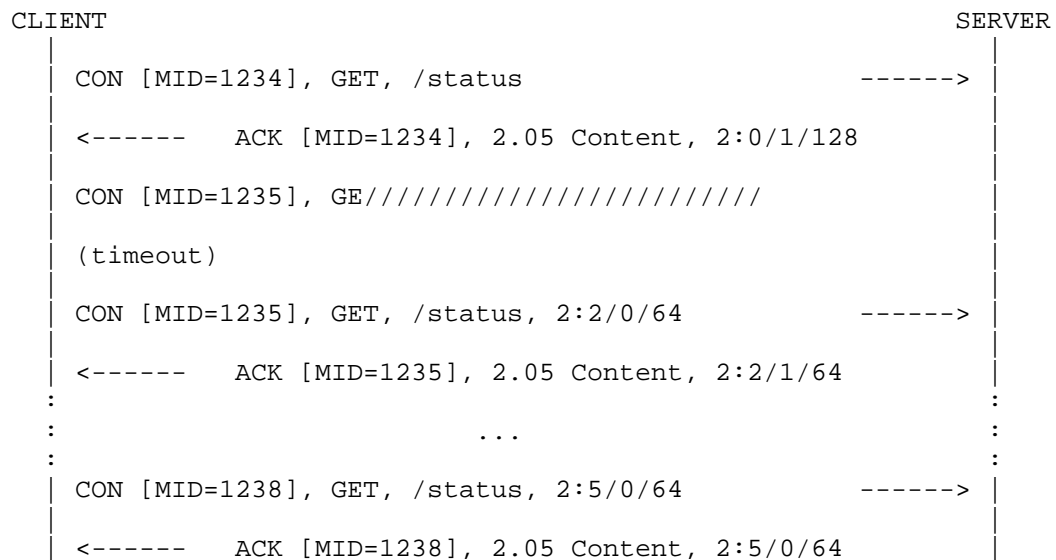 CLIENT                                                     SERVER
  |                                                          |
  | CON [MID=1234], GET, /status                     ------> |
  |                                                          |
  | <------   ACK [MID=1234], 2.05 Content, 2:0/1/128        |
  |                                                          |
  | CON [MID=1235], GE/////////////////////////              |
  |                                                          |
  | (timeout)                                                |
  |                                                          |
  | CON [MID=1235], GET, /status, 2:2/0/64           ------> |
  |                                                          |
  | <------   ACK [MID=1235], 2.05 Content, 2:2/1/64         |
  :                                                          :
  :                          ...                             :
  :                                                          :
  | CON [MID=1238], GET, /status, 2:5/0/64           ------> |
  |                                                          |
  | <------   ACK [MID=1238], 2.05 Content, 2:5/0/64         |